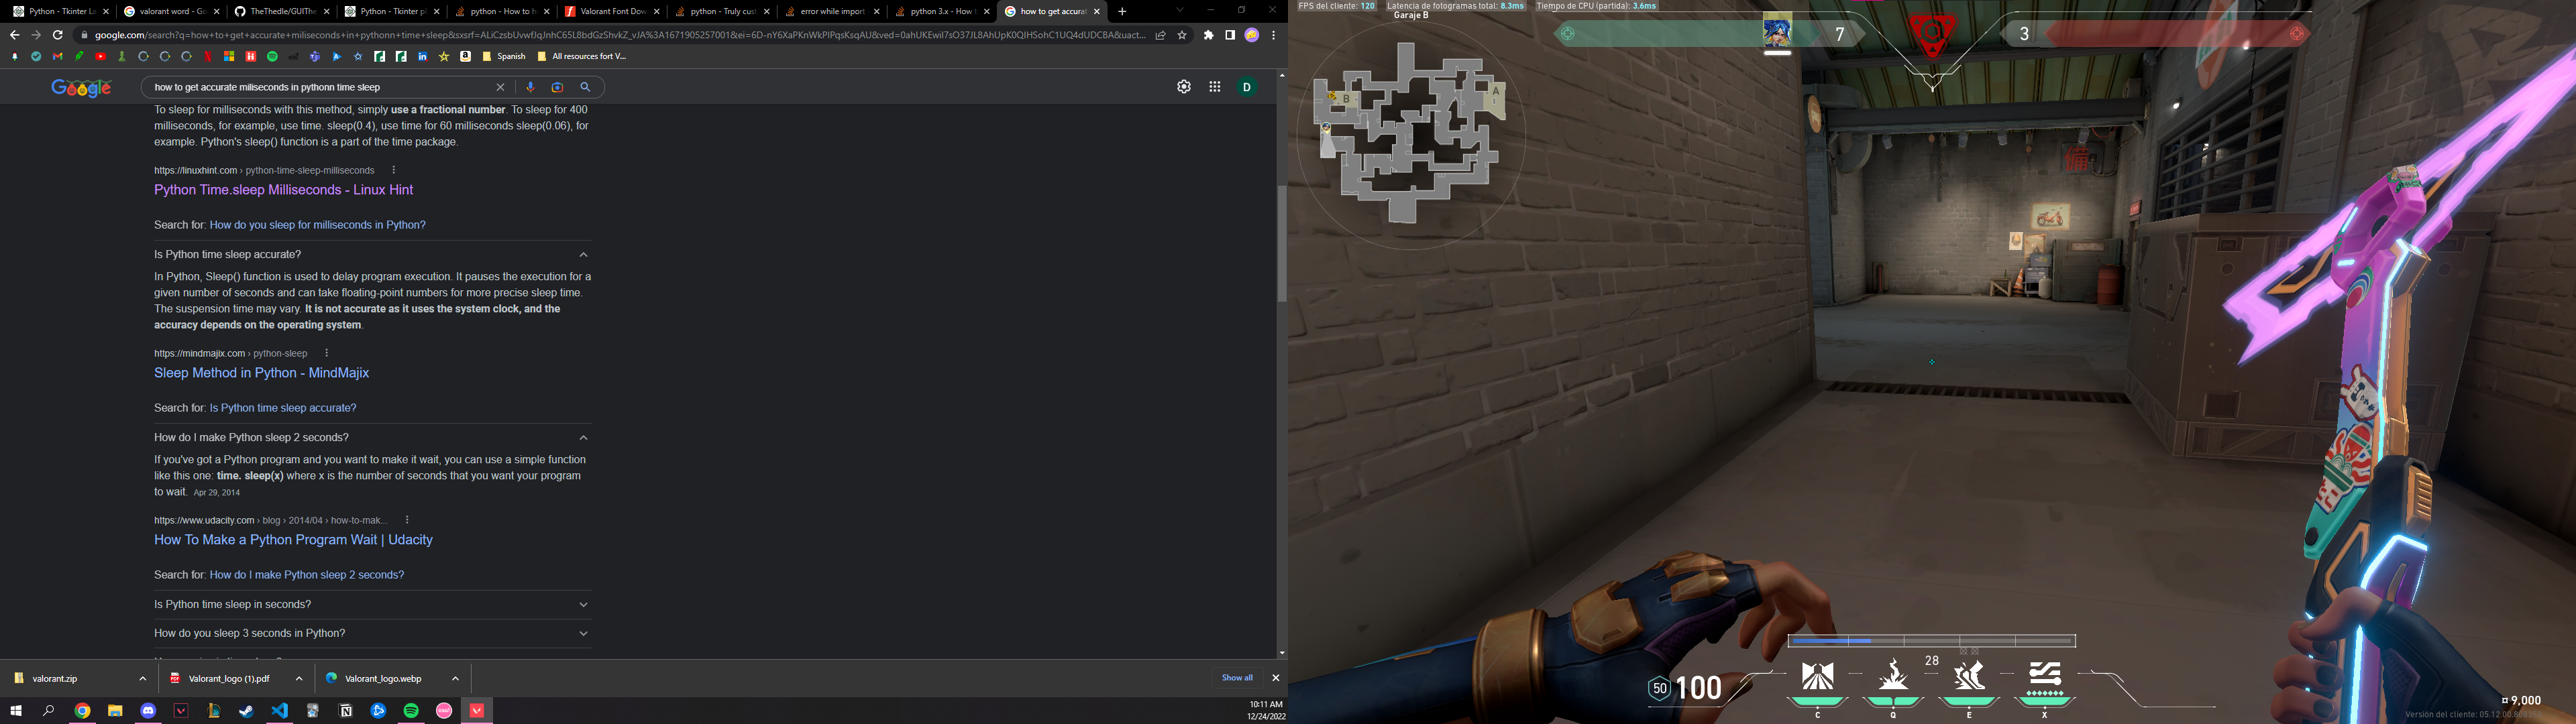 Python - Tkinter La
valorant word - Go
TheThedle/GUIThe
Python - Tkinter pl
python - How to h
Valorant Font Dow
python - Truly cust
error while import
python 3.x - How t
how to get accurat
google.com/search?q=how+to+get+accurate+miliseconds+in+pythonn+time+sleep&sxsrf=ALiCzsbUvwfJqJnhC65L8bdGzShvkZ_vJA%3A1671905257001&ei=6D-nY6XaPKnWkPIPqsKsqAU&ved=0ahUKEwiI7sO37JL8AhUpK0QIHSohC1UQ4dUDCBA&uact...
Spanish
All resources fort V...
Google
how to get accurate miliseconds in pythonn time sleep
D
To sleep for milliseconds with this method, simply use a fractional number. To sleep for 400
milliseconds, for example, use time. sleep(0.4), use time for 60 milliseconds sleep(0.06), for
example. Python's sleep() function is a part of the time package.
https://linuxhint.com › python-time-sleep-milliseconds
Python Time.sleep Milliseconds - Linux Hint
Search for: How do you sleep for milliseconds in Python?
Is Python time sleep accurate?
In Python, Sleep() function is used to delay program execution. It pauses the execution for a
given number of seconds and can take floating-point numbers for more precise sleep time.
The suspension time may vary. It is not accurate as it uses the system clock, and the
accuracy depends on the operating system.
https://mindmajix.com › python-sleep
Sleep Method in Python - MindMajix
Search for: Is Python time sleep accurate?
How do I make Python sleep 2 seconds?
If you've got a Python program and you want to make it wait, you can use a simple function
like this one: time. sleep(x) where x is the number of seconds that you want your program
to wait. Apr 29, 2014
https://www.udacity.com › blog › 2014/04 › how-to-mak...
How To Make a Python Program Wait | Udacity
Search for: How do I make Python sleep 2 seconds?
Is Python time sleep in seconds?
How do you sleep 3 seconds in Python?
valorant.zip
Valorant_logo (1).pdf
Valorant_logo.webp
Show all
10:11 AM
12/24/2022
FPS del cliente: 120
Latencia de fotogramas total: 8.3ms
Tiempo de CPU (partida): 3.6ms
Garaje B
B
A
7
3
備
50
100
28
C
Q
E
X
¤ 9,000